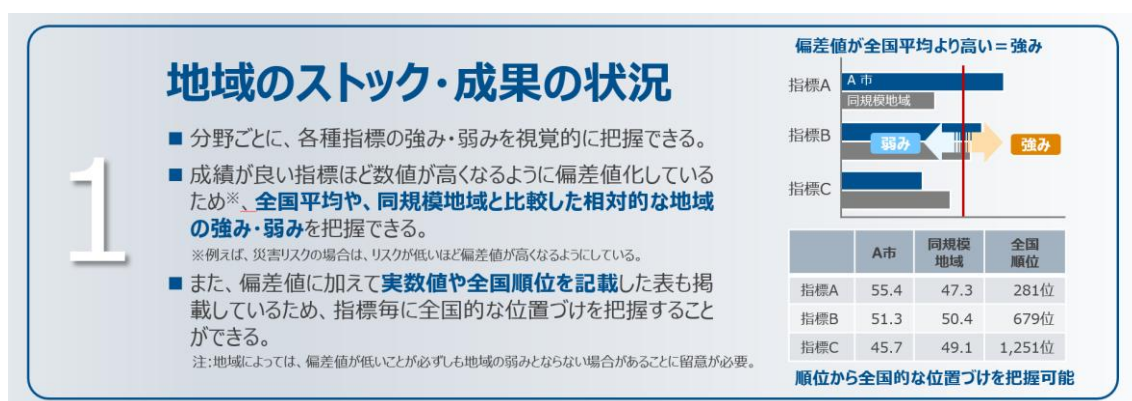 1
地域のストック・成果の状況
■ 分野ごとに、各種指標の強み・弱みを視覚的に把握できる。
■ 成績が良い指標ほど数値が高くなるように偏差値化している
ため※、全国平均や、同規模地域と比較した相対的な地域
の強み・弱みを把握できる。
※例えば、災害リスクの場合は、リスクが低いほど偏差値が高くなるようにしている。
■ また、偏差値に加えて実数値や全国順位を記載した表も掲
載しているため、指標毎に全国的な位置づけを把握すること
ができる。
注:地域によっては、偏差値が低いことが必ずしも地域の弱みとならない場合があることに留意が必要。
偏差値が全国平均より高い=強み
指標A
A市
同規模地域
指標B
弱み
強み
指標C
A市 同規模地域 全国順位
指標A 55.4 47.3 281位
指標B 51.3 50.4 679位
指標C 45.7 49.1 1,251位
順位から全国的な位置づけを把握可能